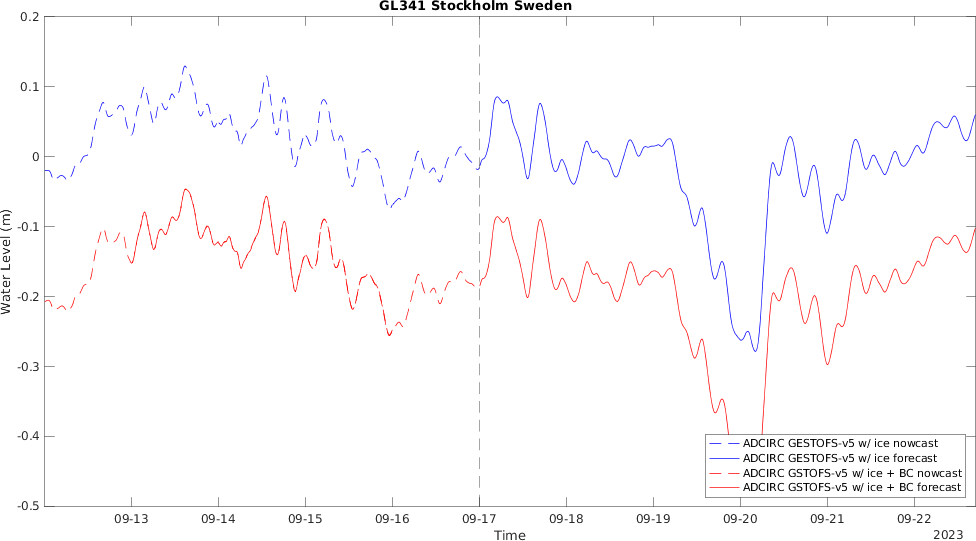 GL341 Stockholm Sweden
0.2
0.1
0
-0.1
-0.2
-0.3
-0.4
-0.5
Water Level (m)
ADCIRC GESTOFS-v5 w/ ice nowcast
ADCIRC GESTOFS-v5 w/ ice forecast
ADCIRC GSTOFS-v5 w/ ice + BC nowcast
ADCIRC GSTOFS-v5 w/ ice + BC forecast
09-13 09-14 09-15 09-16 09-17 09-18 09-19 09-20 09-21 09-22
Time
2023